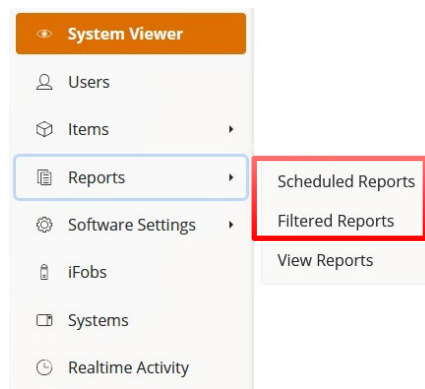 System Viewer
Users
Items
Reports
Software Settings
iFobs
Systems
Realtime Activity
Scheduled Reports
Filtered Reports
View Reports